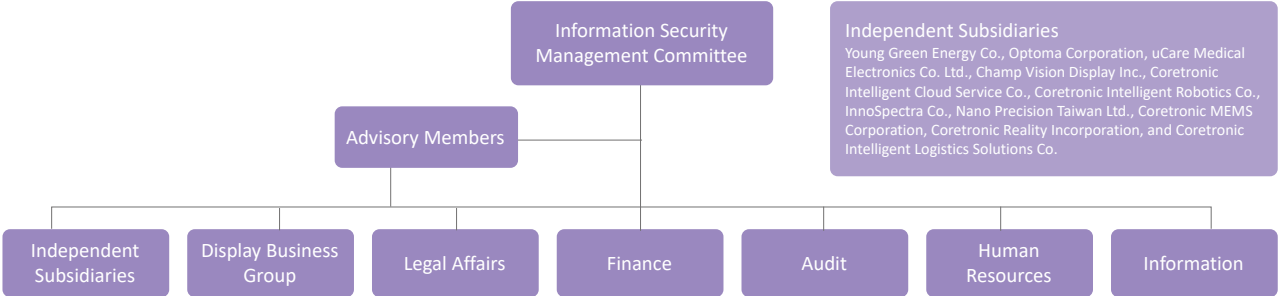 Information Security
Management Committee
Independent Subsidiaries
Young Green Energy Co., Optoma Corporation, uCare Medical
Electronics Co. Ltd., Champ Vision Display Inc., Coretronic
Intelligent Cloud Service Co., Coretronic Intelligent Robotics Co.,
InnoSpectra Co., Nano Precision Taiwan Ltd., Coretronic MEMS
Corporation, Coretronic Reality Incorporation, and Coretronic
Intelligent Logistics Solutions Co.
Advisory Members
Independent
Subsidiaries
Display Business
Group
Legal Affairs
Finance
Audit
Human
Resources
Information